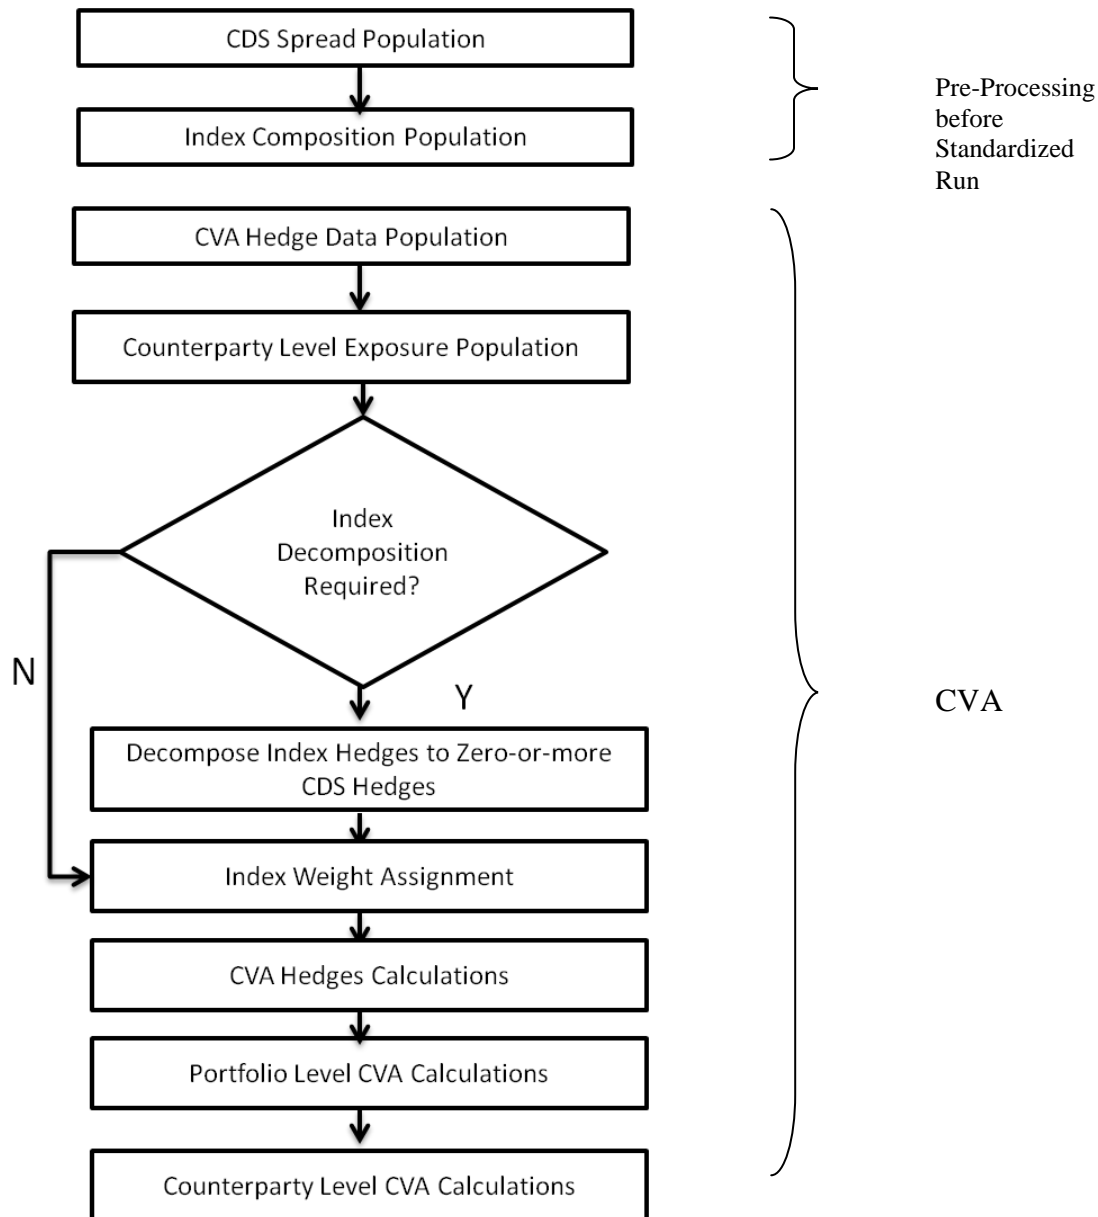 CDS Spread Population
Index Composition Population
Pre-Processing
before
Standardized
Run
CVA Hedge Data Population
Counterparty Level Exposure Population
Index
Decomposition
Required?
N
Y
CVA
Decompose Index Hedges to Zero-or-more
CDS Hedges
Index Weight Assignment
CVA Hedges Calculations
Portfolio Level CVA Calculations
Counterparty Level CVA Calculations